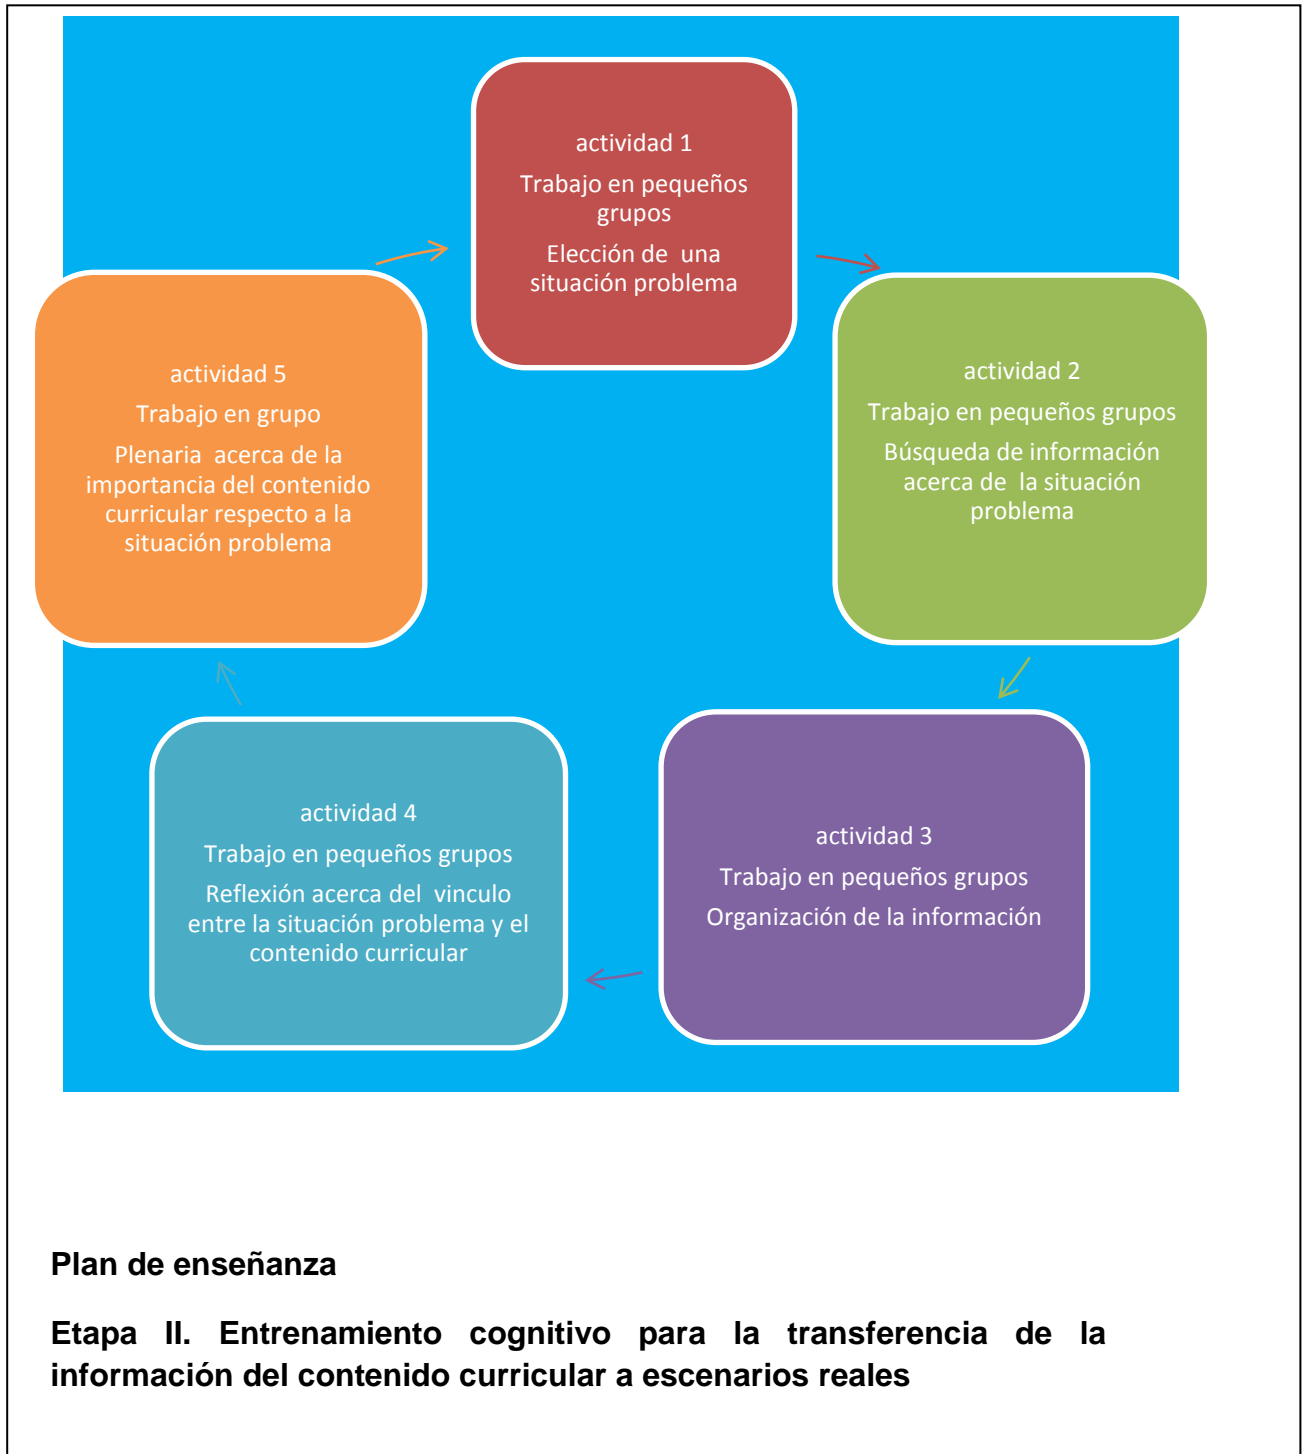 actividad 1
Trabajo en pequeños
grupos
Elección de una
situación problema
actividad 2
Trabajo en pequeños grupos
Búsqueda de información
acerca de la situación
problema
actividad 3
Trabajo en pequeños grupos
Organización de la información
actividad 4
Trabajo en pequeños grupos
Reflexión acerca del vinculo
entre la situación problema y el
contenido curricular
actividad 5
Trabajo en grupo
Plenaria acerca de la
importancia del contenido
curricular respecto a la
situación problema
Plan de enseñanza
Etapa II. Entrenamiento cognitivo para la transferencia de la
información del contenido curricular a escenarios reales